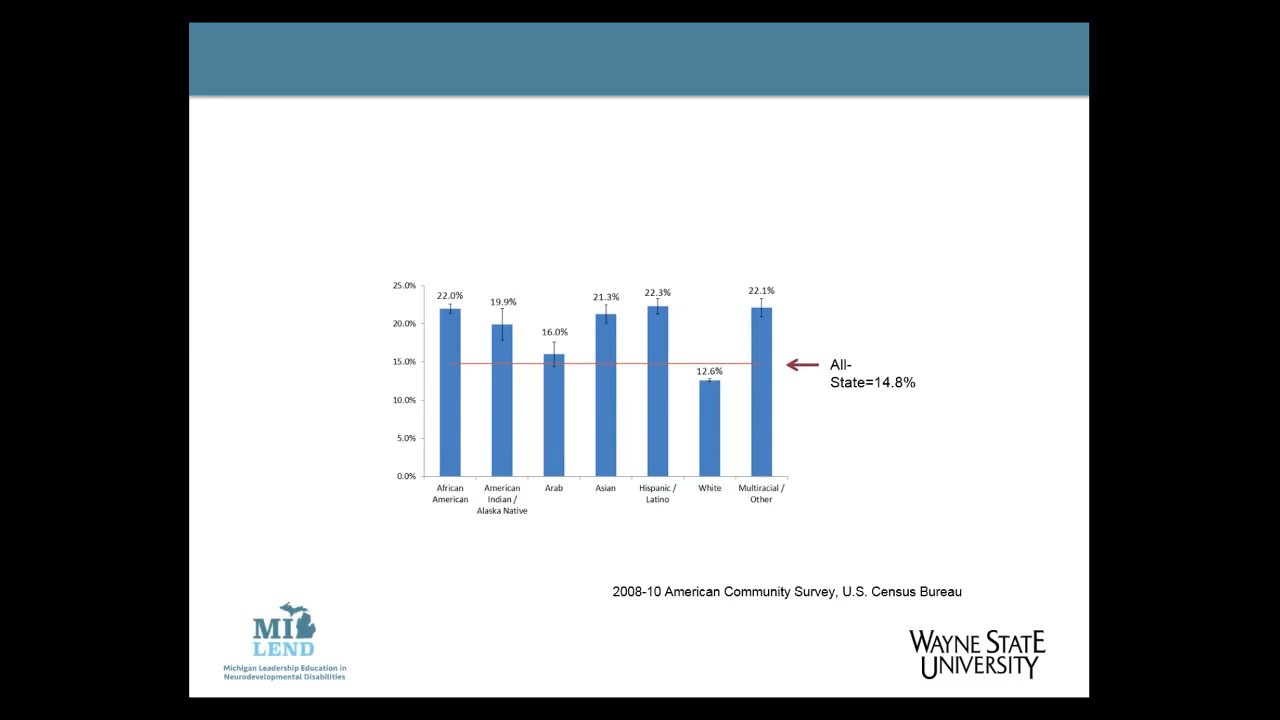 25.0%
20.0%
15.0%
10.0%
5.0%
0.0%
22.0%
19.9%
16.0%
21.3%
22.3%
12.6%
22.1%
African
American
American
Indian /
Alaska Native
Arab
Asian
Hispanic /
Latino
White
Multiracial /
Other
All-
State=14.8%
2008-10 American Community Survey, U.S. Census Bureau
MI
LEND
Michigan Leadership Education in
Neurodevelopmental Disabilities
WAYNE STATE
UNIVERSITY